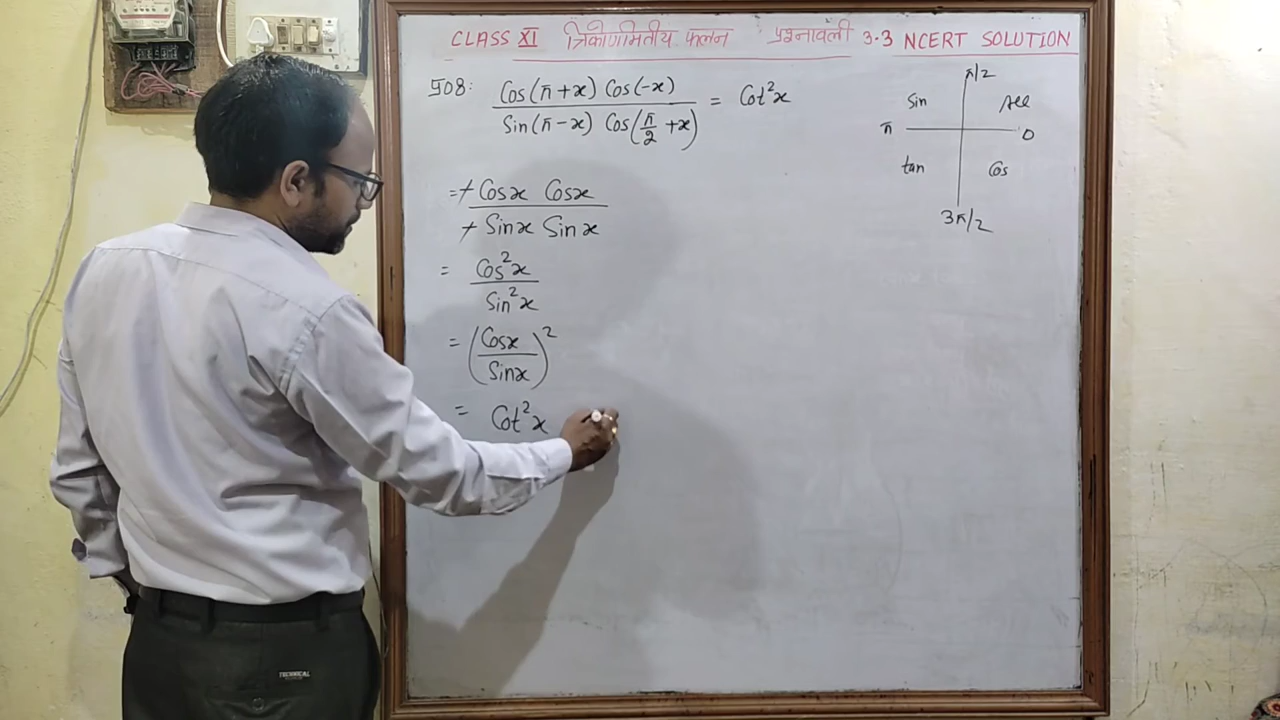 CLASS XI त्रिकोणमितीय फलन प्रश्नावली 3.3 NCERT SOLUTION
प्र08: Cos(π+x) Cos(-x) / Sin(π-x) Cos(π/2 +x) = Cot²x
= - Cosx Cosx / - Sinx Sinx
= Cos²x / Sin²x
= (Cosx / Sinx)²
= Cot²x
π/2
Sin All
π 0
tan Cos
3π/2
TECHNICAL